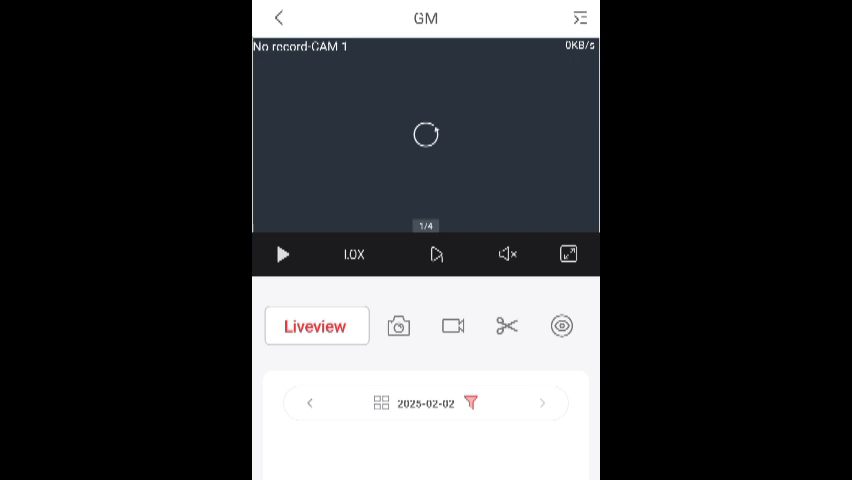 GM
No record-CAM 1
0KB/s
1/4
1.0X
Liveview
2025-02-02